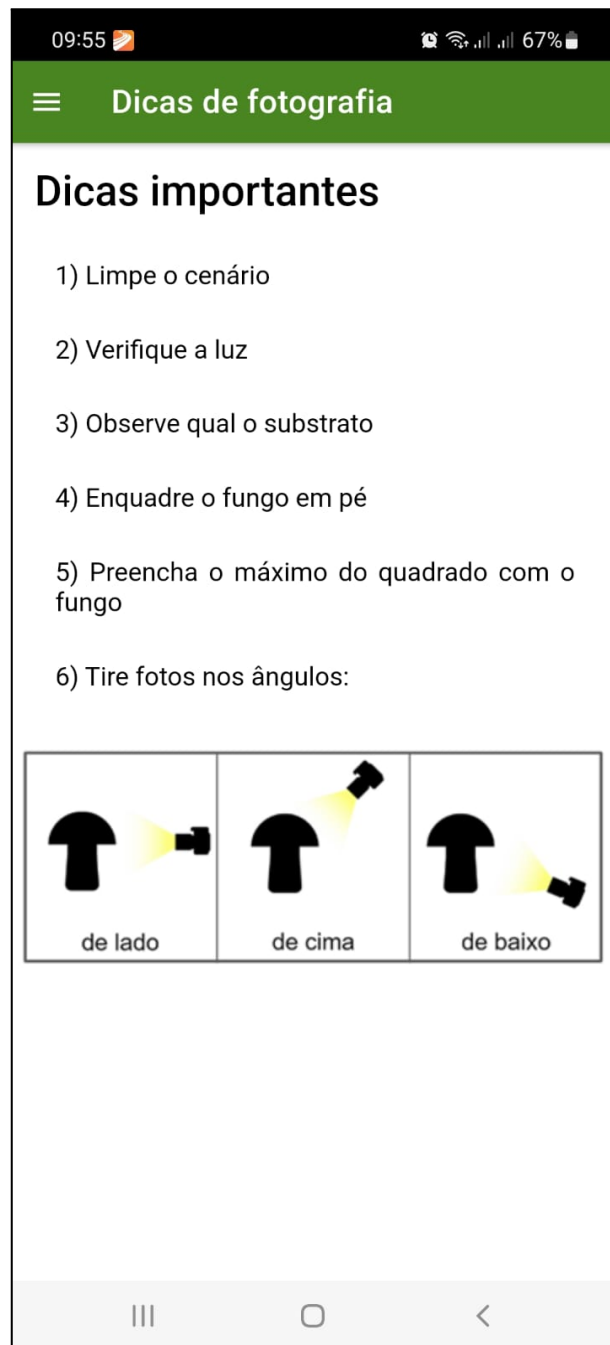 09:55 67%
Dicas de fotografia
Dicas importantes
1) Limpe o cenário
2) Verifique a luz
3) Observe qual o substrato
4) Enquadre o fungo em pé
5) Preencha o máximo do quadrado com o
fungo
6) Tire fotos nos ângulos:
de lado de cima de baixo